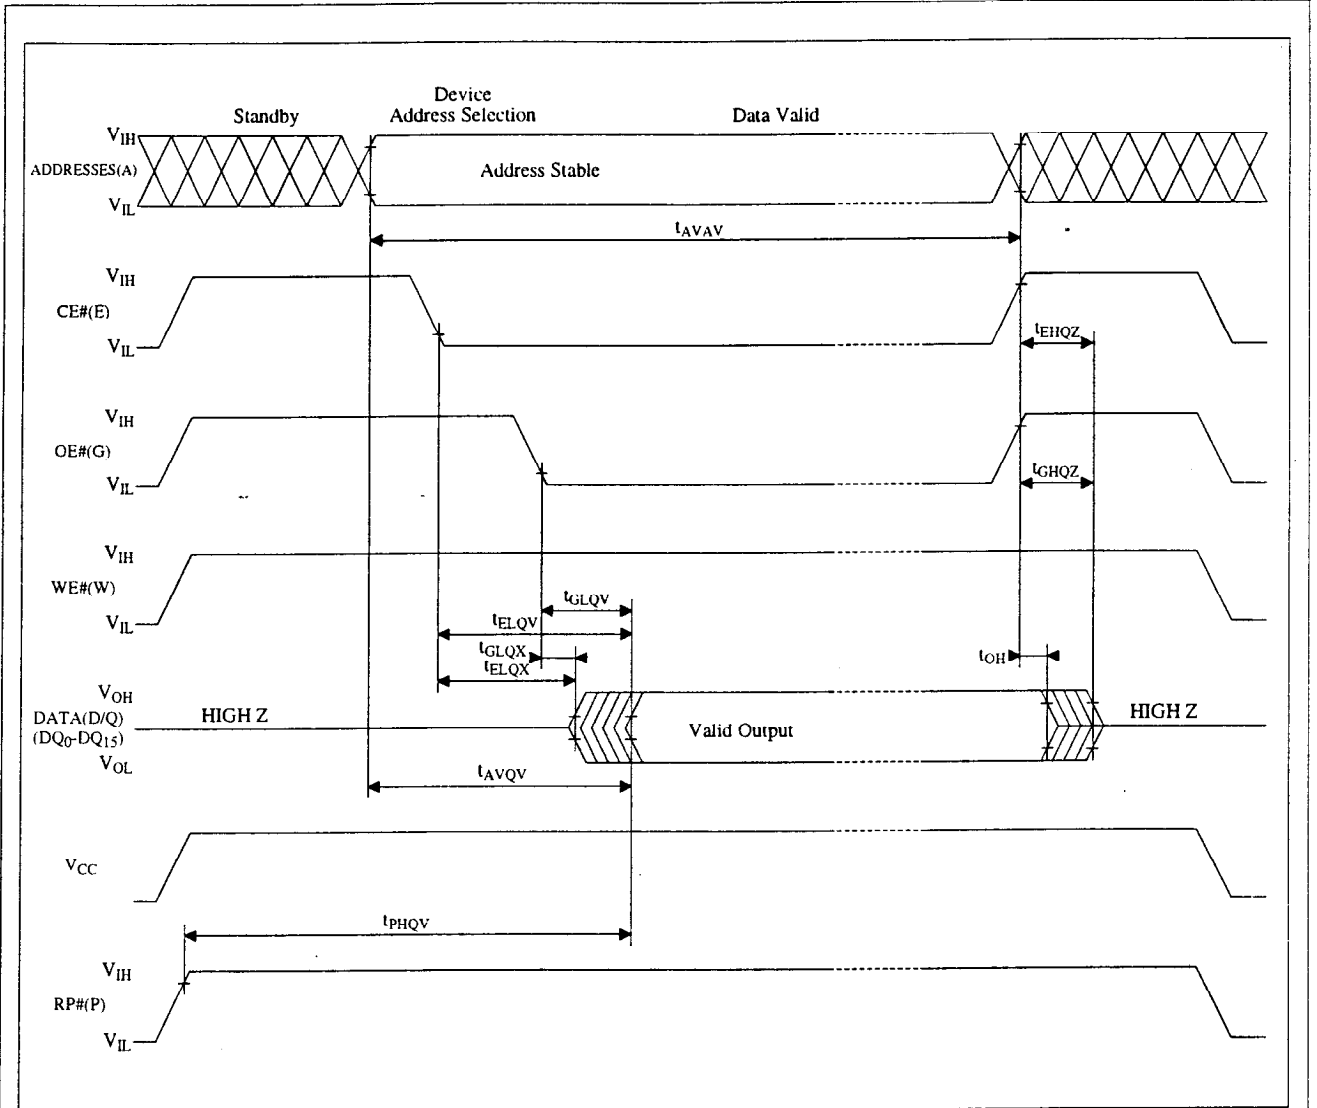 Device
Standby Address Selection Data Valid
VIH
ADDRESSES(A) Address Stable
VIL
tAVAV
VIH
CE#(E)
VIL
tEHQZ
VIH
OE#(G)
VIL
tGHQZ
VIH
WE#(W)
VIL
tGLQV
tELQV
tGLQX
tELQX
tOH
VOH
DATA(D/Q) HIGH Z Valid Output HIGH Z
(DQ0-DQ15)
VOL
tAVQV
VCC
tPHQV
VIH
RP#(P)
VIL